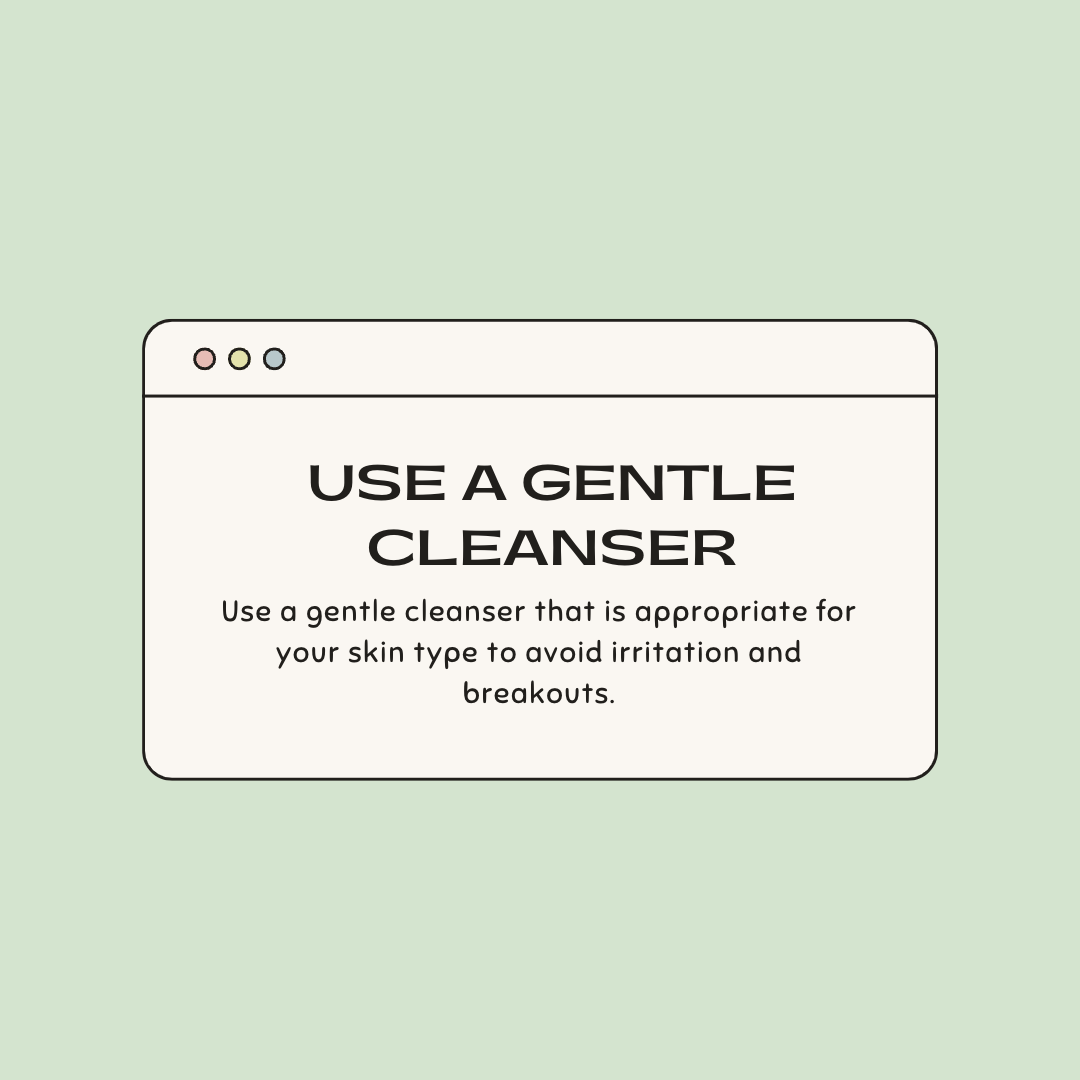 USE A GENTLE
CLEANSER
Use a gentle cleanser that is appropriate for
your skin type to avoid irritation and
breakouts.